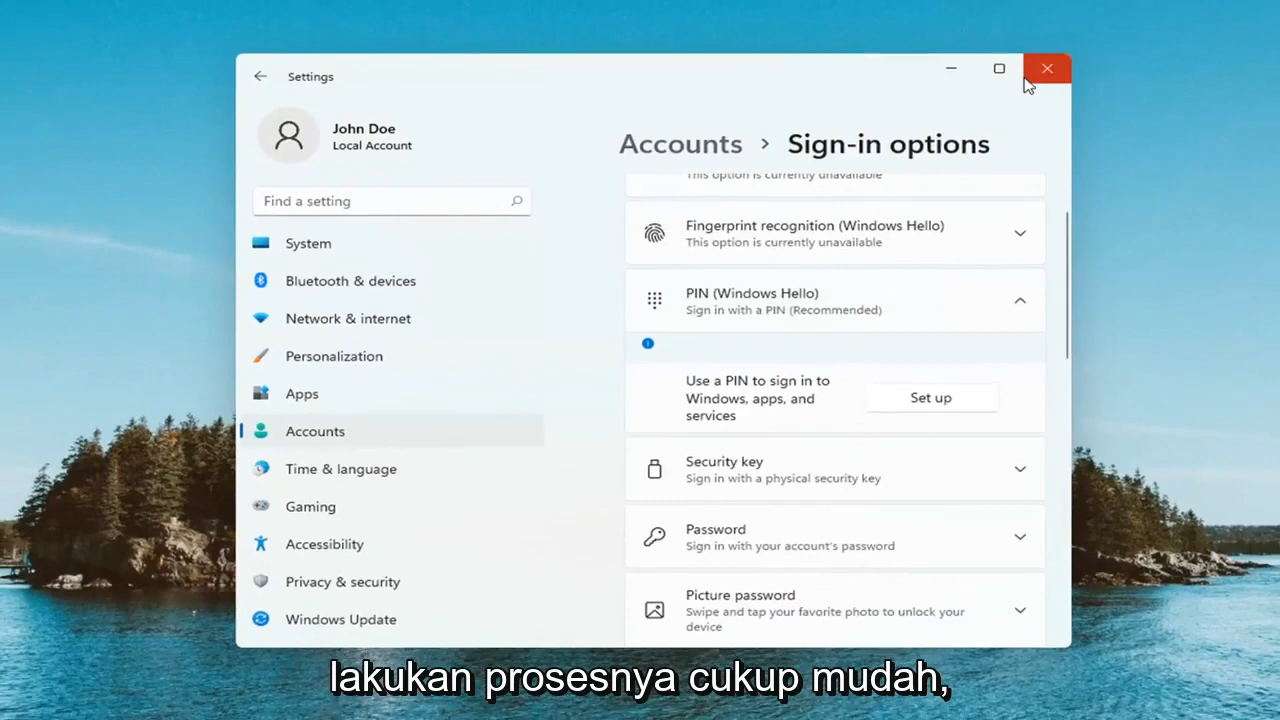 Settings
John Doe
Local Account
Find a setting
System
Bluetooth & devices
Network & internet
Personalization
Apps
Accounts
Time & language
Gaming
Accessibility
Privacy & security
Windows Update
Accounts > Sign-in options
This option is currently unavailable
Fingerprint recognition (Windows Hello)
This option is currently unavailable
PIN (Windows Hello)
Sign in with a PIN (Recommended)
Use a PIN to sign in to
Windows, apps, and
services
Set up
Security key
Sign in with a physical security key
Password
Sign in with your account's password
Picture password
Swipe and tap your favorite photo to unlock your
device
lakukan prosesnya cukup mudah,